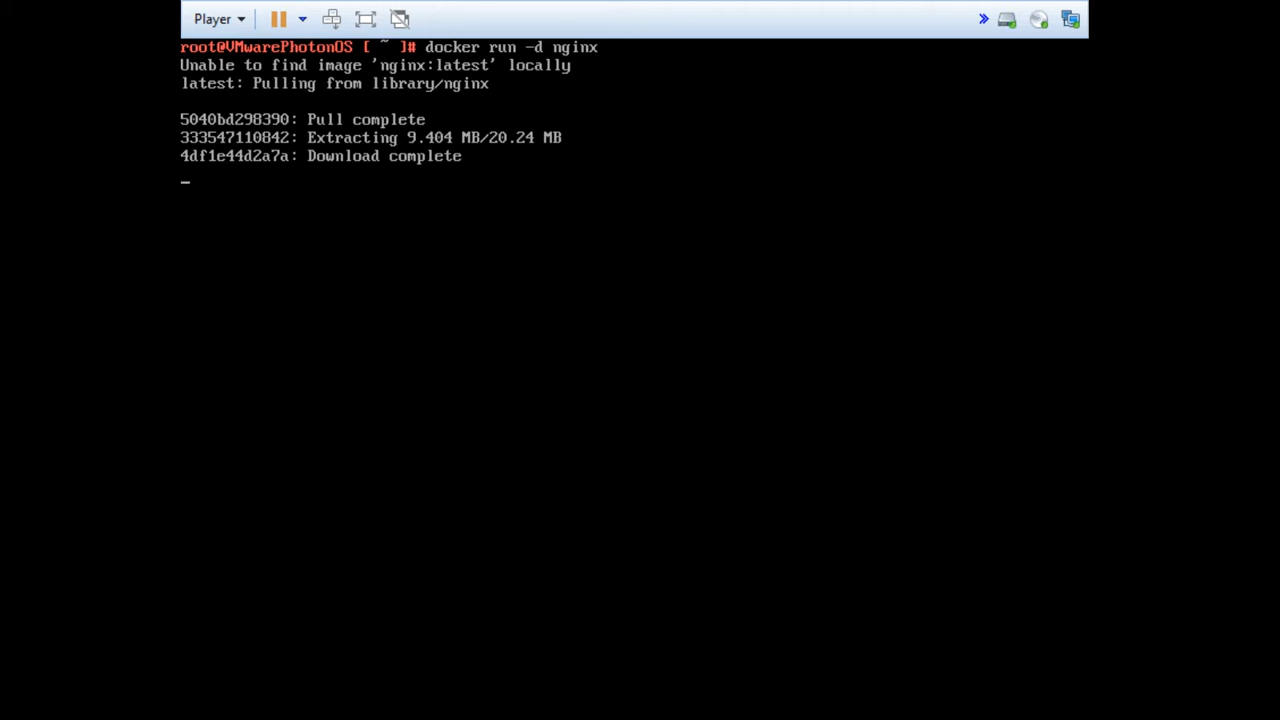 Player
root@VMwarePhotonOS [ ~ ]# docker run -d nginx
Unable to find image 'nginx:latest' locally
latest: Pulling from library/nginx
5040bd298390: Pull complete
333547110842: Extracting 9.404 MB/20.24 MB
4df1e44d2a7a: Download complete
_